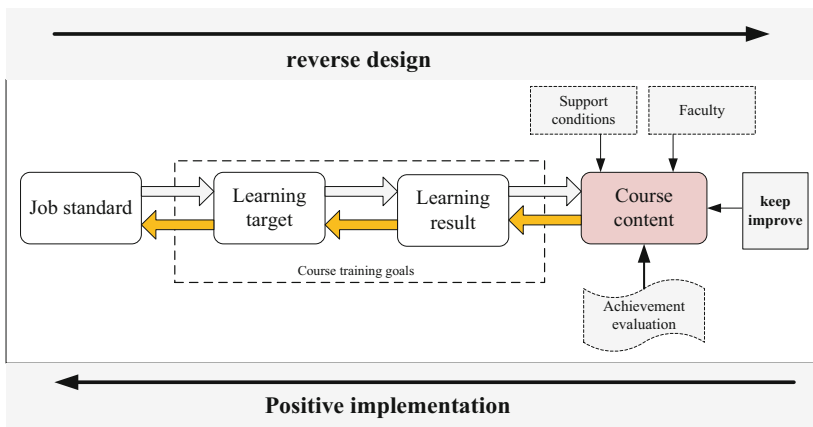 reverse design
Support
conditions
Faculty
Job standard
Learning
target
Learning
result
Course
content
keep
improve
Course training goals
Achievement
evaluation
Positive implementation